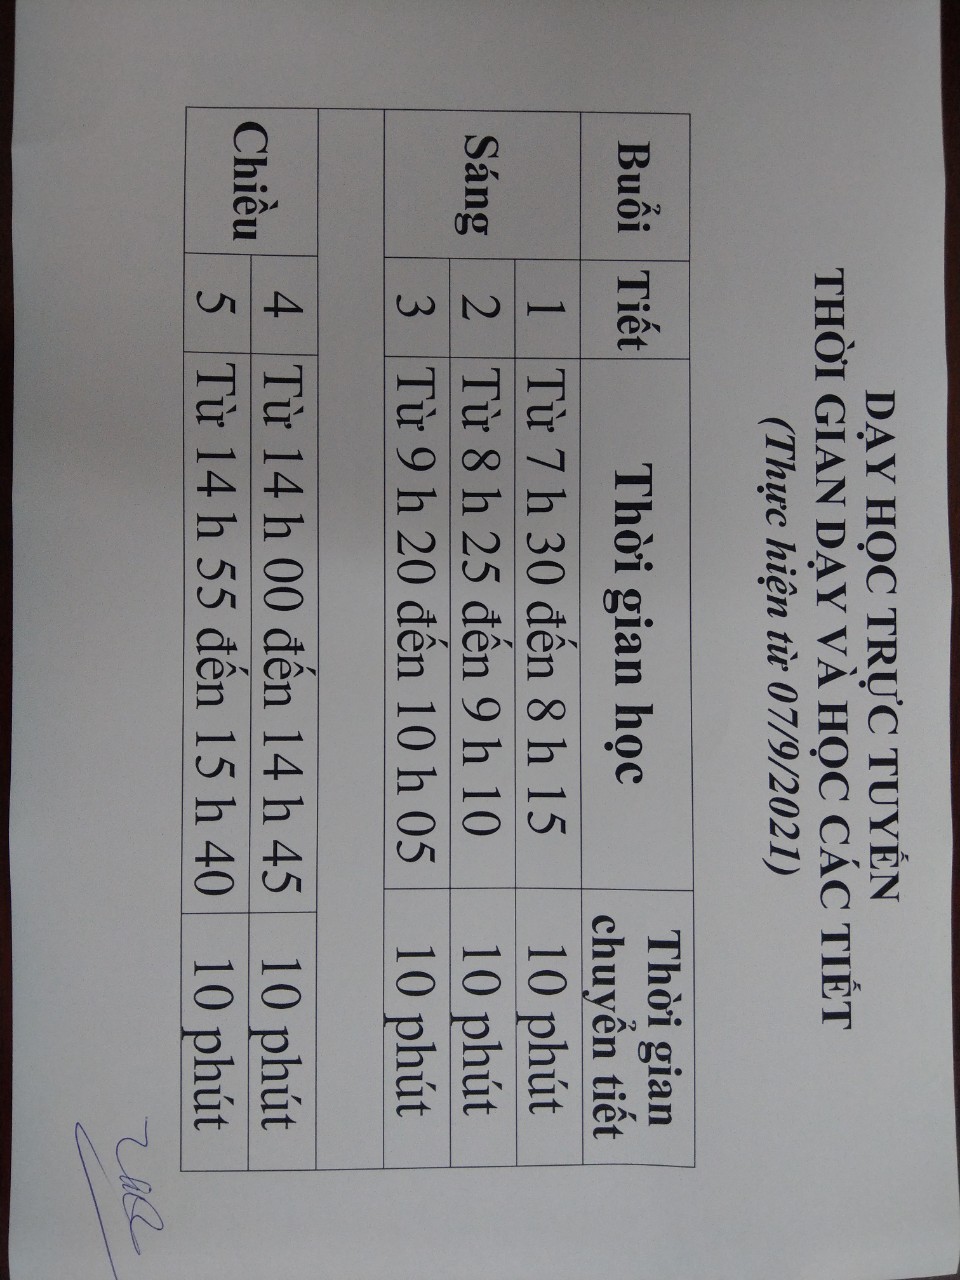 DẠY HỌC TRỰC TUYẾN
THỜI GIAN DẠY VÀ HỌC CÁC TIẾT
(Thực hiện từ 07/9/2021)
Buổi Tiết Thời gian học Thời gian
chuyển tiết
Sáng 1 Từ 7 h 30 đến 8 h 15 10 phút
2 Từ 8 h 25 đến 9 h 10 10 phút
3 Từ 9 h 20 đến 10 h 05 10 phút
Chiều 4 Từ 14 h 00 đến 14 h 45 10 phút
5 Từ 14 h 55 đến 15 h 40 10 phút